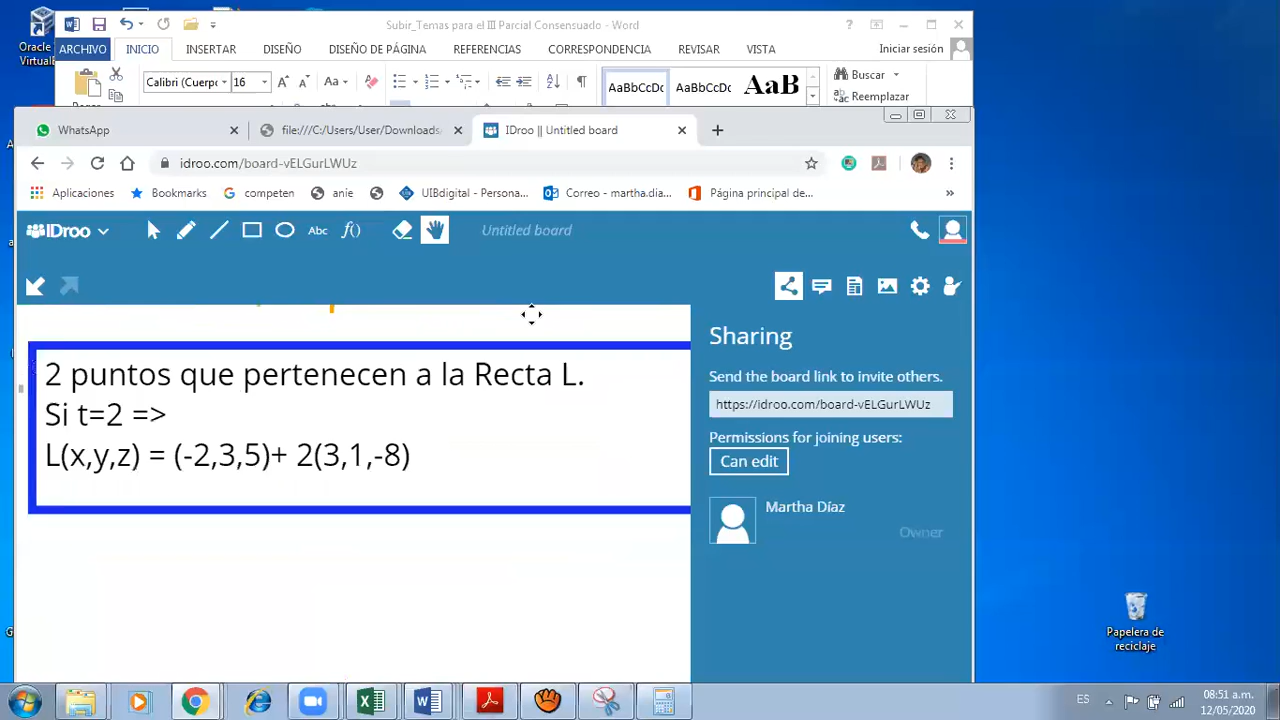 Oracle
VirtualB
Subir_Temas para el III Parcial Consensuado - Word
ARCHIVO INICIO INSERTAR DISEÑO DISEÑO DE PÁGINA REFERENCIAS CORRESPONDENCIA REVISAR VISTA Iniciar sesión
Calibri (Cuerpo 16 Aa AaBbCcDc AaBbCcDc AaB Buscar
Reemplazar
WhatsApp file:///C:/Users/User/Downloads IDroo || Untitled board
idroo.com/board-vELGurLWUz
Aplicaciones Bookmarks competen anie UIBdigital - Persona... Correo - martha.dia... Página principal de... »
IDroo Abc f() Untitled board
Sharing
Send the board link to invite others.
https://idroo.com/board-vELGurLWUz
Permissions for joining users:
Can edit
Martha Díaz
Owner
2 puntos que pertenecen a la Recta L.
Si t=2 =>
L(x,y,z) = (-2,3,5)+ 2(3,1,-8)
Papelera de
reciclaje
ES 08:51 a.m.
12/05/2020